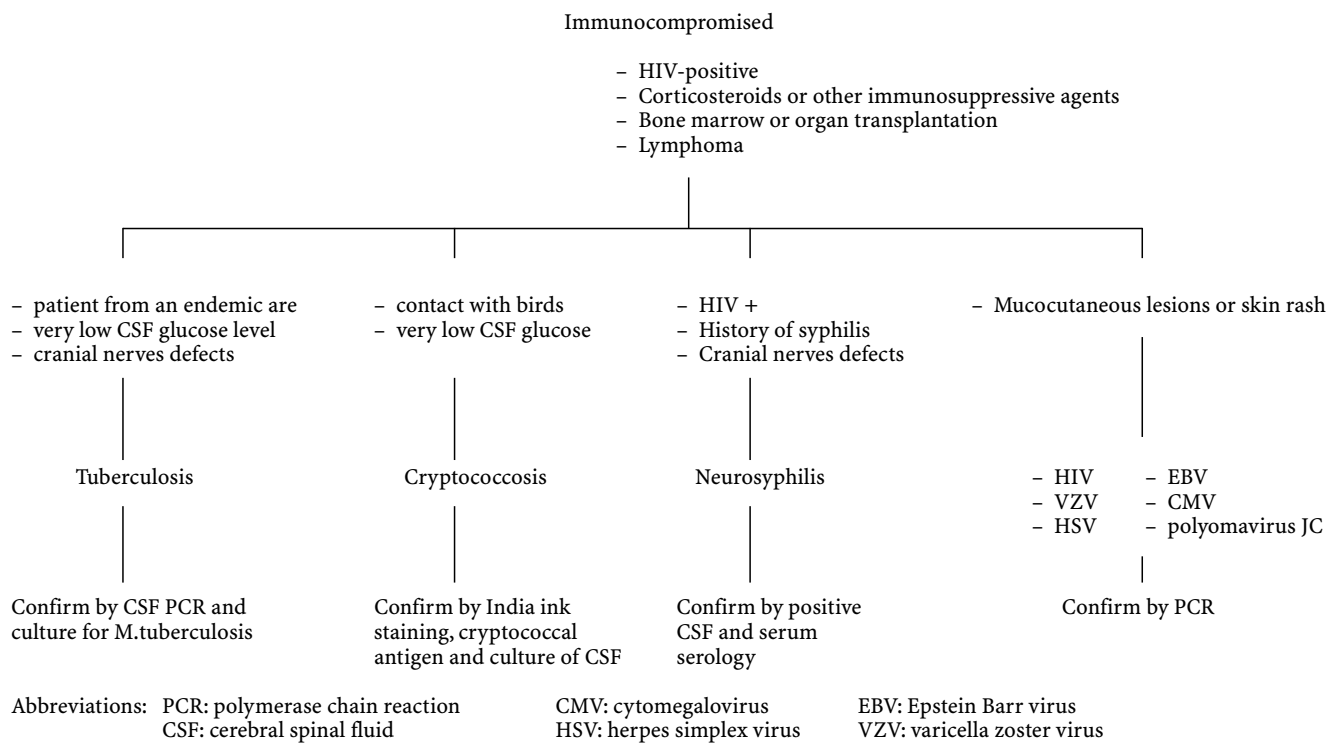 Immunocompromised
– HIV-positive
– Corticosteroids or other immunosuppressive agents
– Bone marrow or organ transplantation
– Lymphoma
– patient from an endemic are
– very low CSF glucose level
– cranial nerves defects
– contact with birds
– very low CSF glucose
– HIV +
– History of syphilis
– Cranial nerves defects
– Mucocutaneous lesions or skin rash
Tuberculosis
Cryptococcosis
Neurosyphilis
– HIV
– VZV
– HSV
– EBV
– CMV
– polyomavirus JC
Confirm by CSF PCR and
culture for M.tuberculosis
Confirm by India ink
staining, cryptococcal
antigen and culture of CSF
Confirm by positive
CSF and serum
serology
Confirm by PCR
Abbreviations: PCR: polymerase chain reaction
CSF: cerebral spinal fluid
CMV: cytomegalovirus
HSV: herpes simplex virus
EBV: Epstein Barr virus
VZV: varicella zoster virus